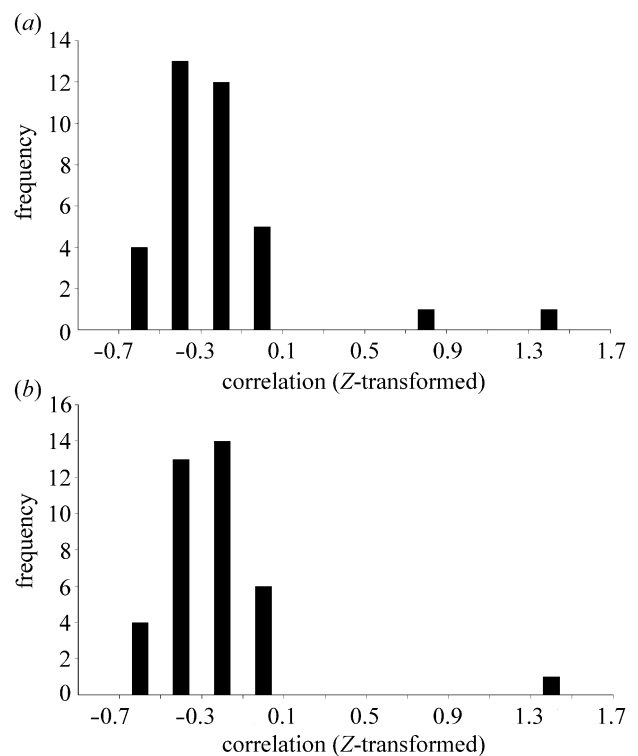 (a)
14
12
10
8
6
4
2
0
frequency
–0.7 –0.3 0.1 0.5 0.9 1.3 1.7
correlation (Z-transformed)
(b)
16
14
12
10
8
6
4
2
0
frequency
–0.7 –0.3 0.1 0.5 0.9 1.3 1.7
correlation (Z-transformed)